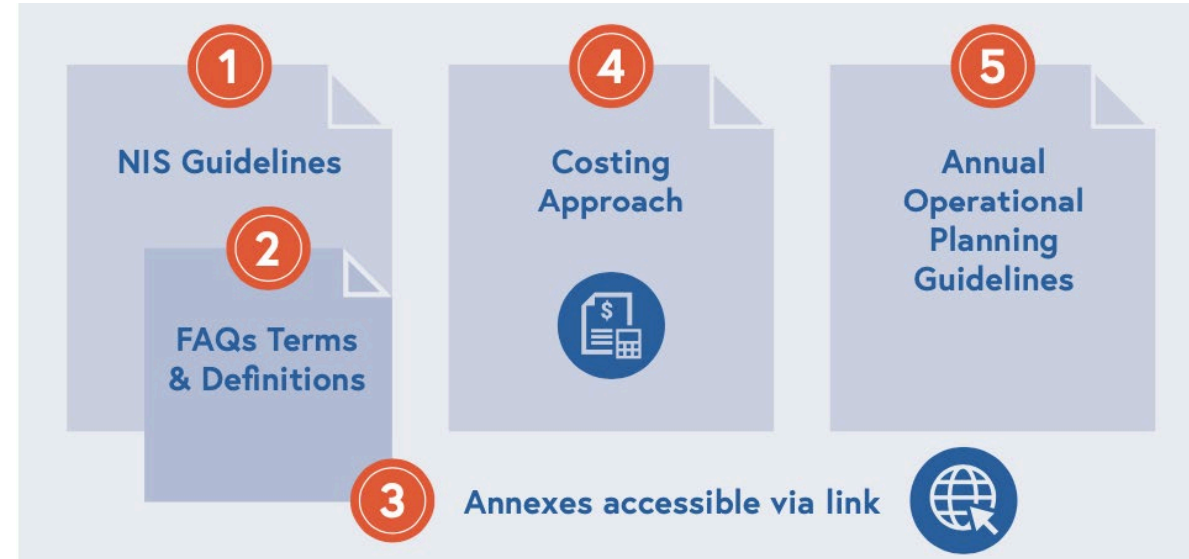 1
NIS Guidelines
2
FAQs Terms
& Definitions
3
Annexes accessible via link
4
Costing
Approach
$
5
Annual
Operational
Planning
Guidelines